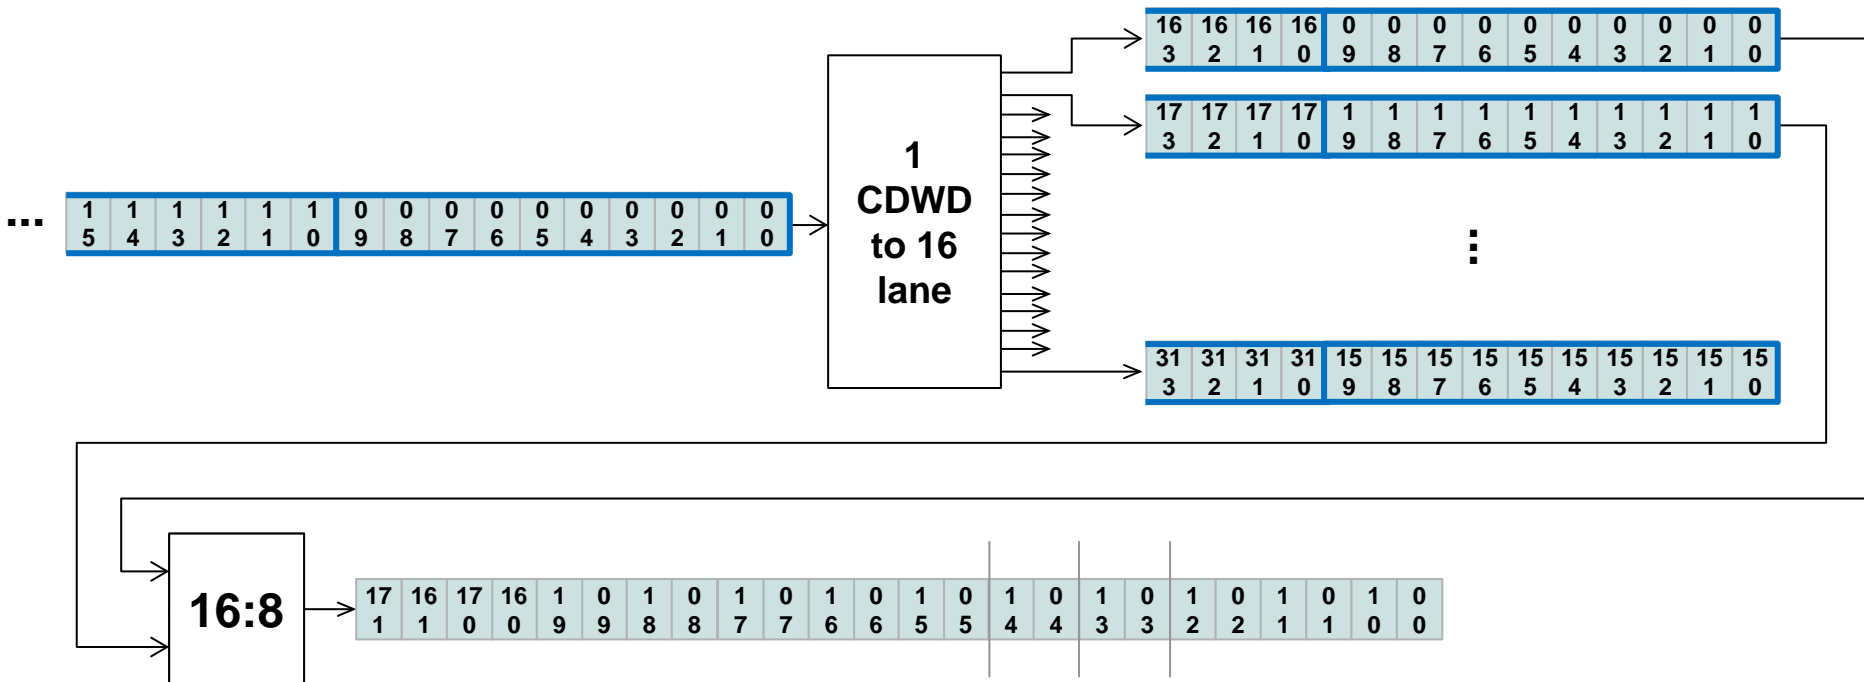 16 16 16 16 0 0 0 0 0 0 0 0 0 0
3 2 1 0 9 8 7 6 5 4 3 2 1 0
17 17 17 17 1 1 1 1 1 1 1 1 1 1
3 2 1 0 9 8 7 6 5 4 3 2 1 0
... 1 1 1 1 1 1 0 0 0 0 0 0 0 0 0 0
5 4 3 2 1 0 9 8 7 6 5 4 3 2 1 0
1
CDWD
to 16
lane
...
31 31 31 31 15 15 15 15 15 15 15 15 15 15
3 2 1 0 9 8 7 6 5 4 3 2 1 0
16:8
17 16 17 16 1 0 1 0 1 0 1 0 1 0 1 0 1 0 1 0 1 0 1 0
1 1 0 0 9 9 8 8 7 7 6 6 5 5 4 4 3 3 2 2 1 1 0 0